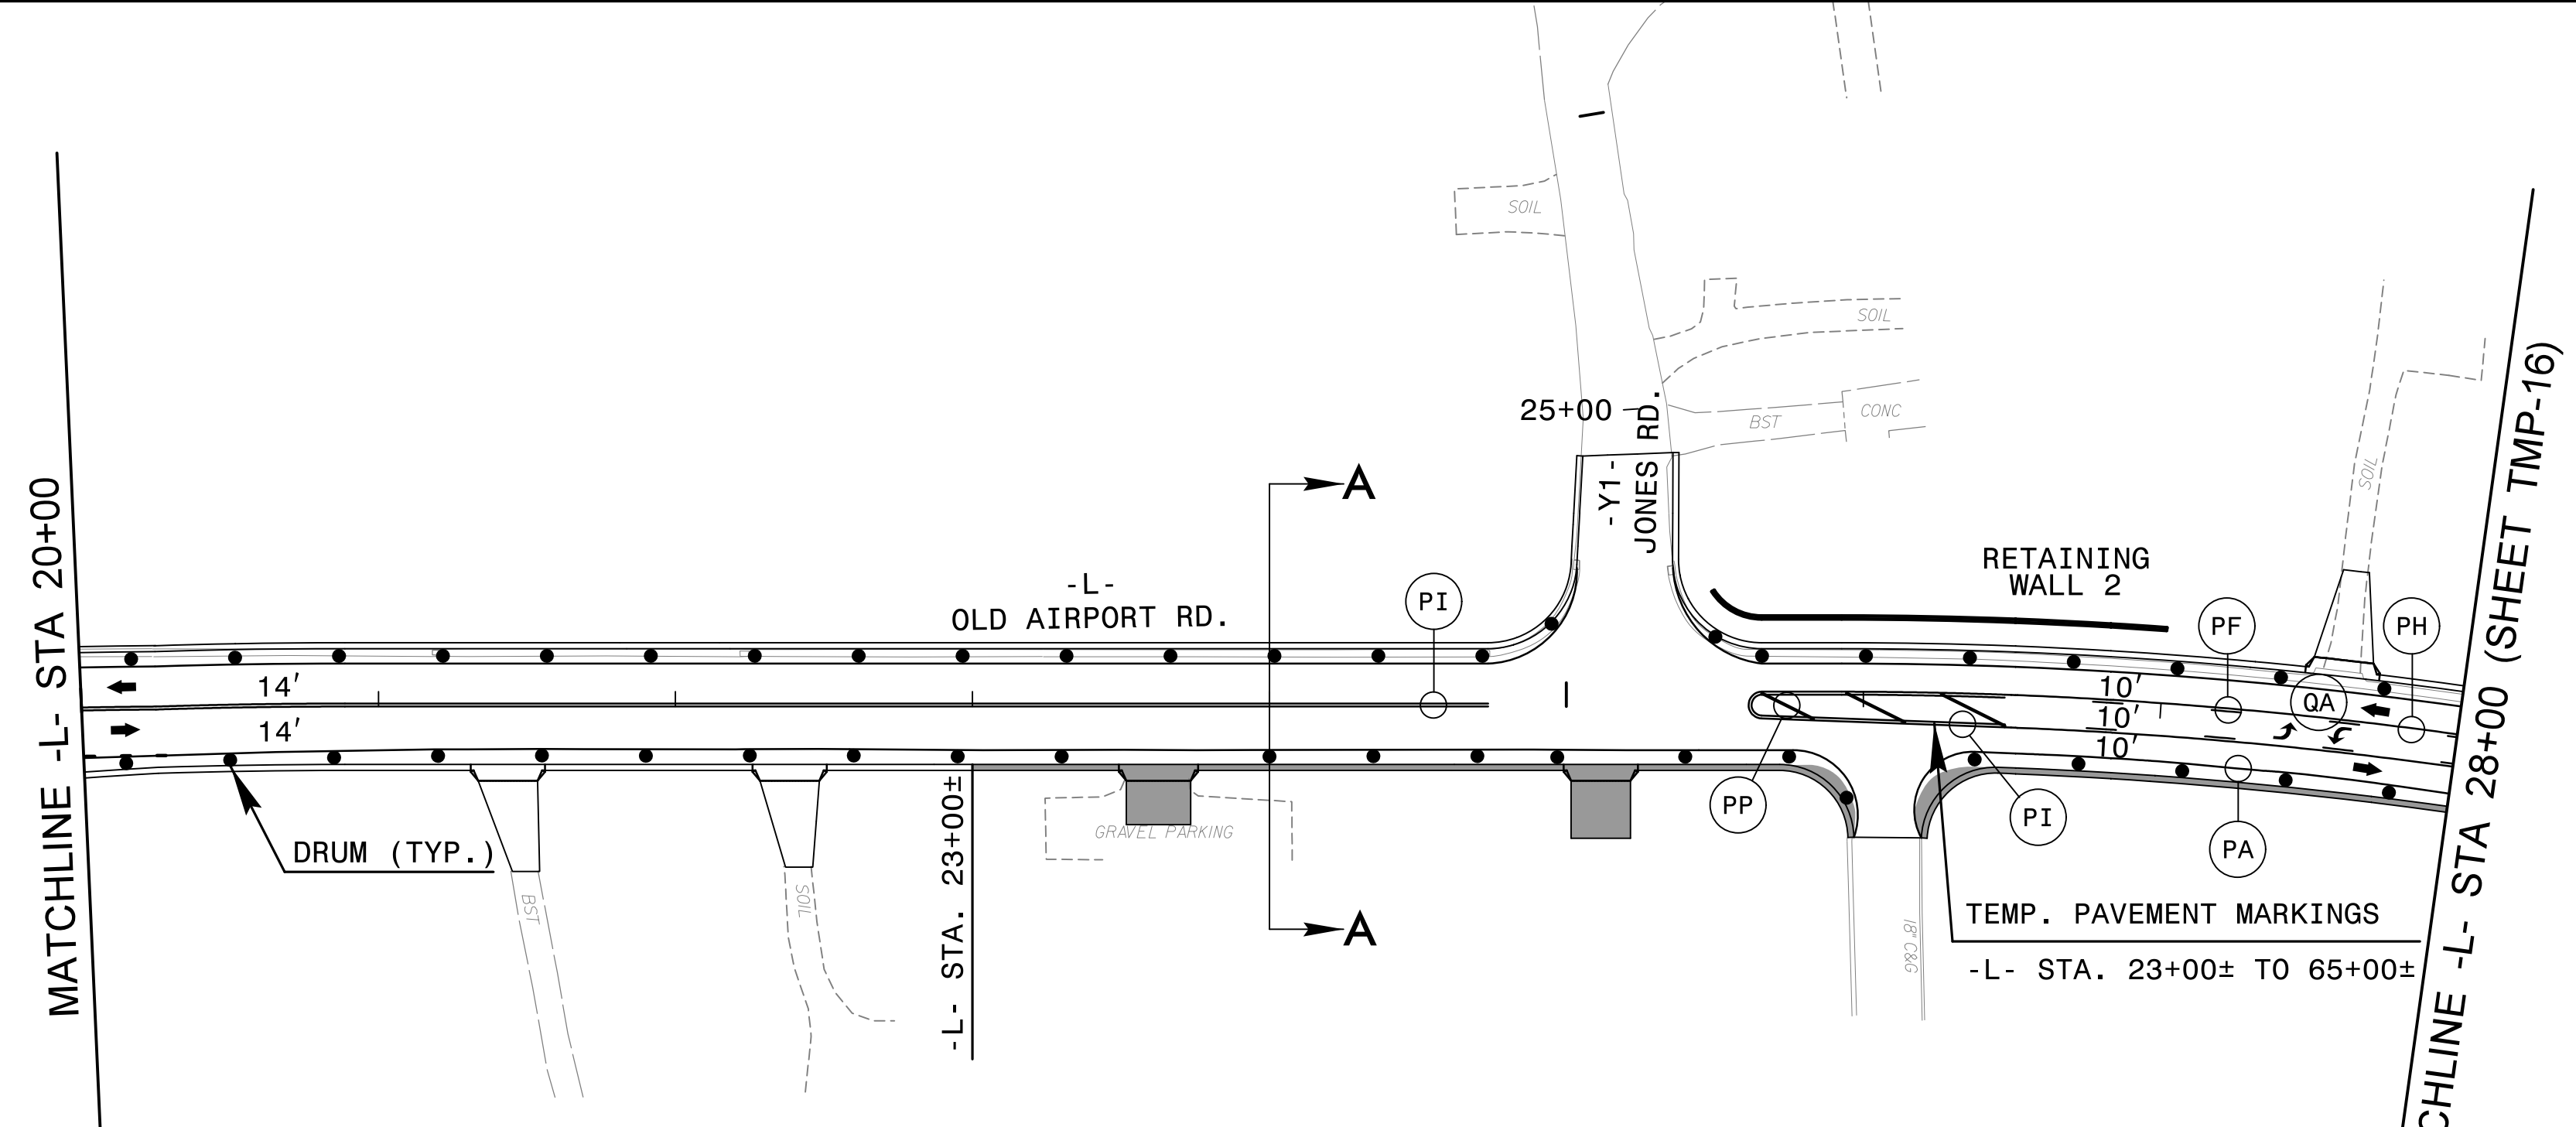 SOIL
SOIL
25+00
BST
CONC
SOIL
-Y1-
JONES RD.
A
-L-
OLD AIRPORT RD.
PI
RETAINING
WALL 2
PF
PH
MATCHLINE -L- STA 20+00
14'
14'
10'
10'
10'
QA
DRUM (TYP.)
BST
SOIL
-L- STA. 23+00±
GRAVEL PARKING
A
PP
PI
PA
18" C&G
TEMP. PAVEMENT MARKINGS
-L- STA. 23+00± TO 65+00±
CHLINE -L- STA 28+00 (SHEET TMP-16)